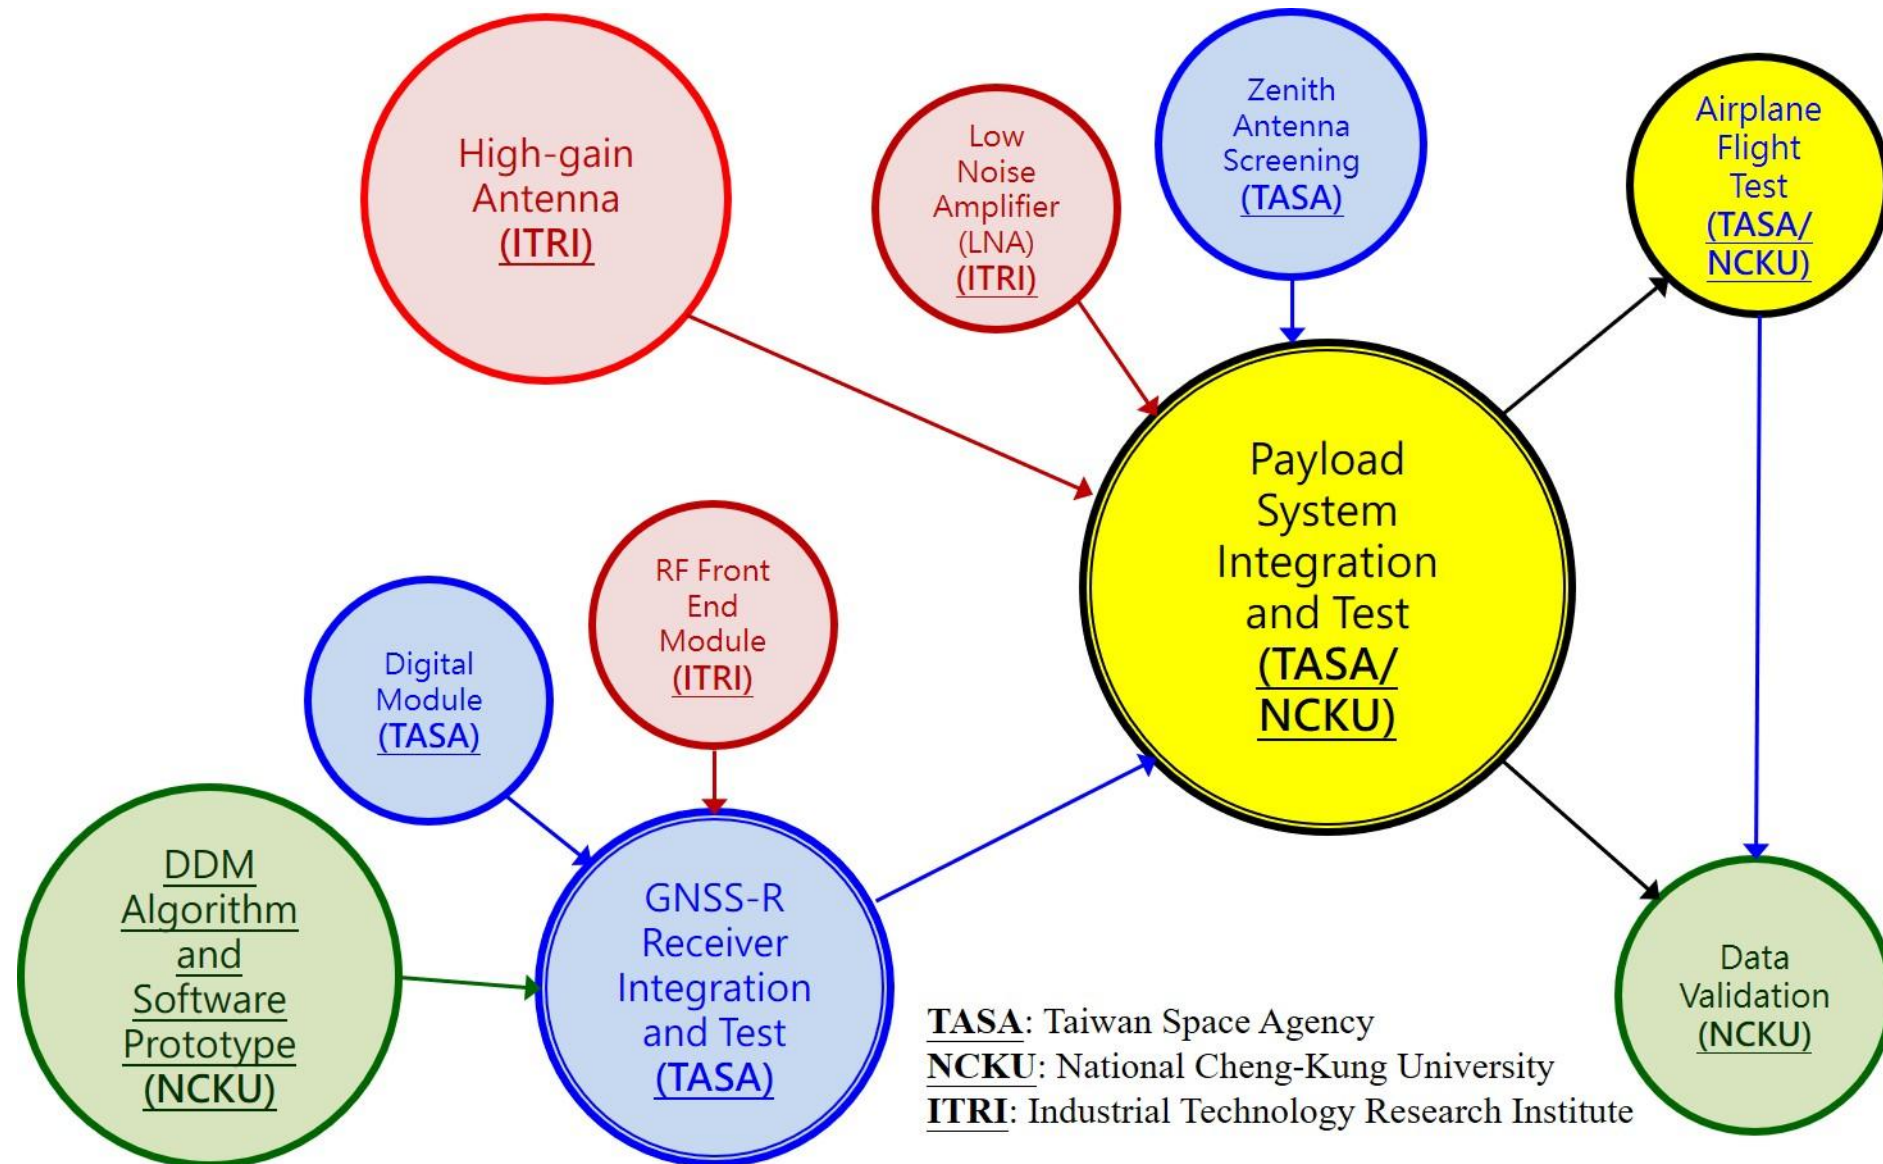 High-gain
Antenna
(ITRI)
Low
Noise
Amplifier
(LNA)
(ITRI)
Zenith
Antenna
Screening
(TASA)
Airplane
Flight
Test
(TASA/
NCKU)
Payload
System
Integration
and Test
(TASA/
NCKU)
RF Front
End
Module
(ITRI)
Digital
Module
(TASA)
DDM
Algorithm
and
Software
Prototype
(NCKU)
GNSS-R
Receiver
Integration
and Test
(TASA)
Data
Validation
(NCKU)
TASA: Taiwan Space Agency
NCKU: National Cheng-Kung University
ITRI: Industrial Technology Research Institute